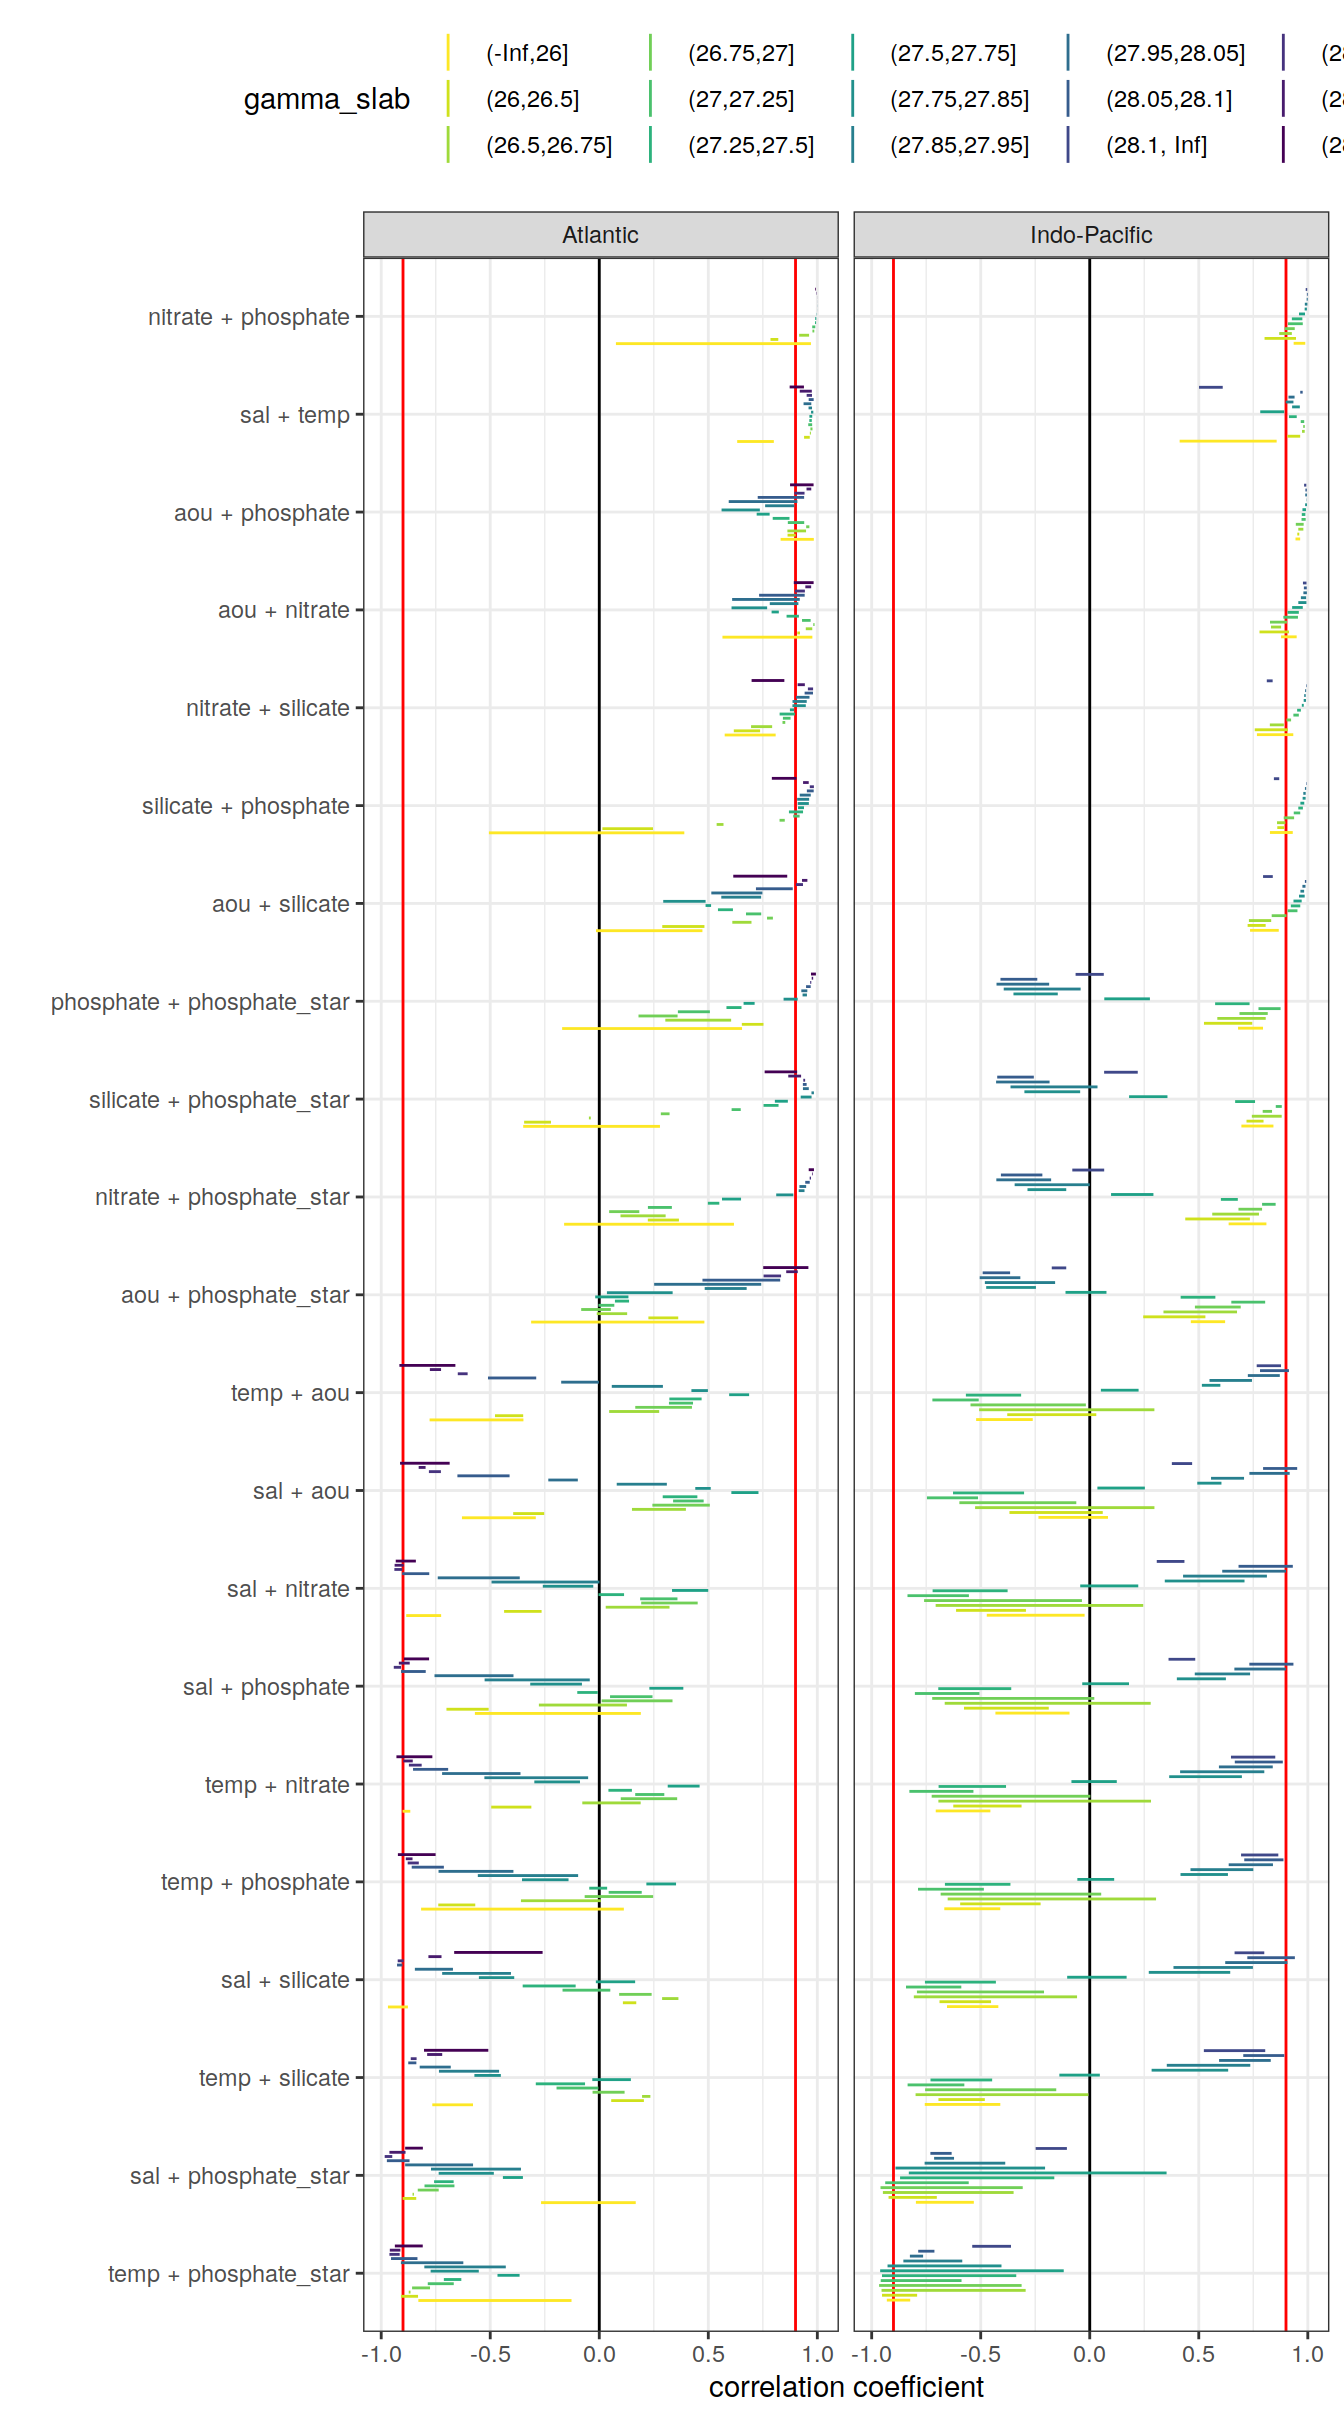 gamma_slab
(-Inf,26] (26.75,27] (27.5,27.75] (27.95,28.05]
(26,26.5] (27,27.25] (27.75,27.85] (28.05,28.1]
(26.5,26.75] (27.25,27.5] (27.85,27.95] (28.1, Inf]
Atlantic Indo-Pacific
nitrate + phosphate
sal + temp
aou + phosphate
aou + nitrate
nitrate + silicate
silicate + phosphate
aou + silicate
phosphate + phosphate_star
silicate + phosphate_star
nitrate + phosphate_star
aou + phosphate_star
temp + aou
sal + aou
sal + nitrate
sal + phosphate
temp + nitrate
temp + phosphate
sal + silicate
temp + silicate
sal + phosphate_star
temp + phosphate_star
-1.0 -0.5 0.0 0.5 1.0 -1.0 -0.5 0.0 0.5 1.0
correlation coefficient